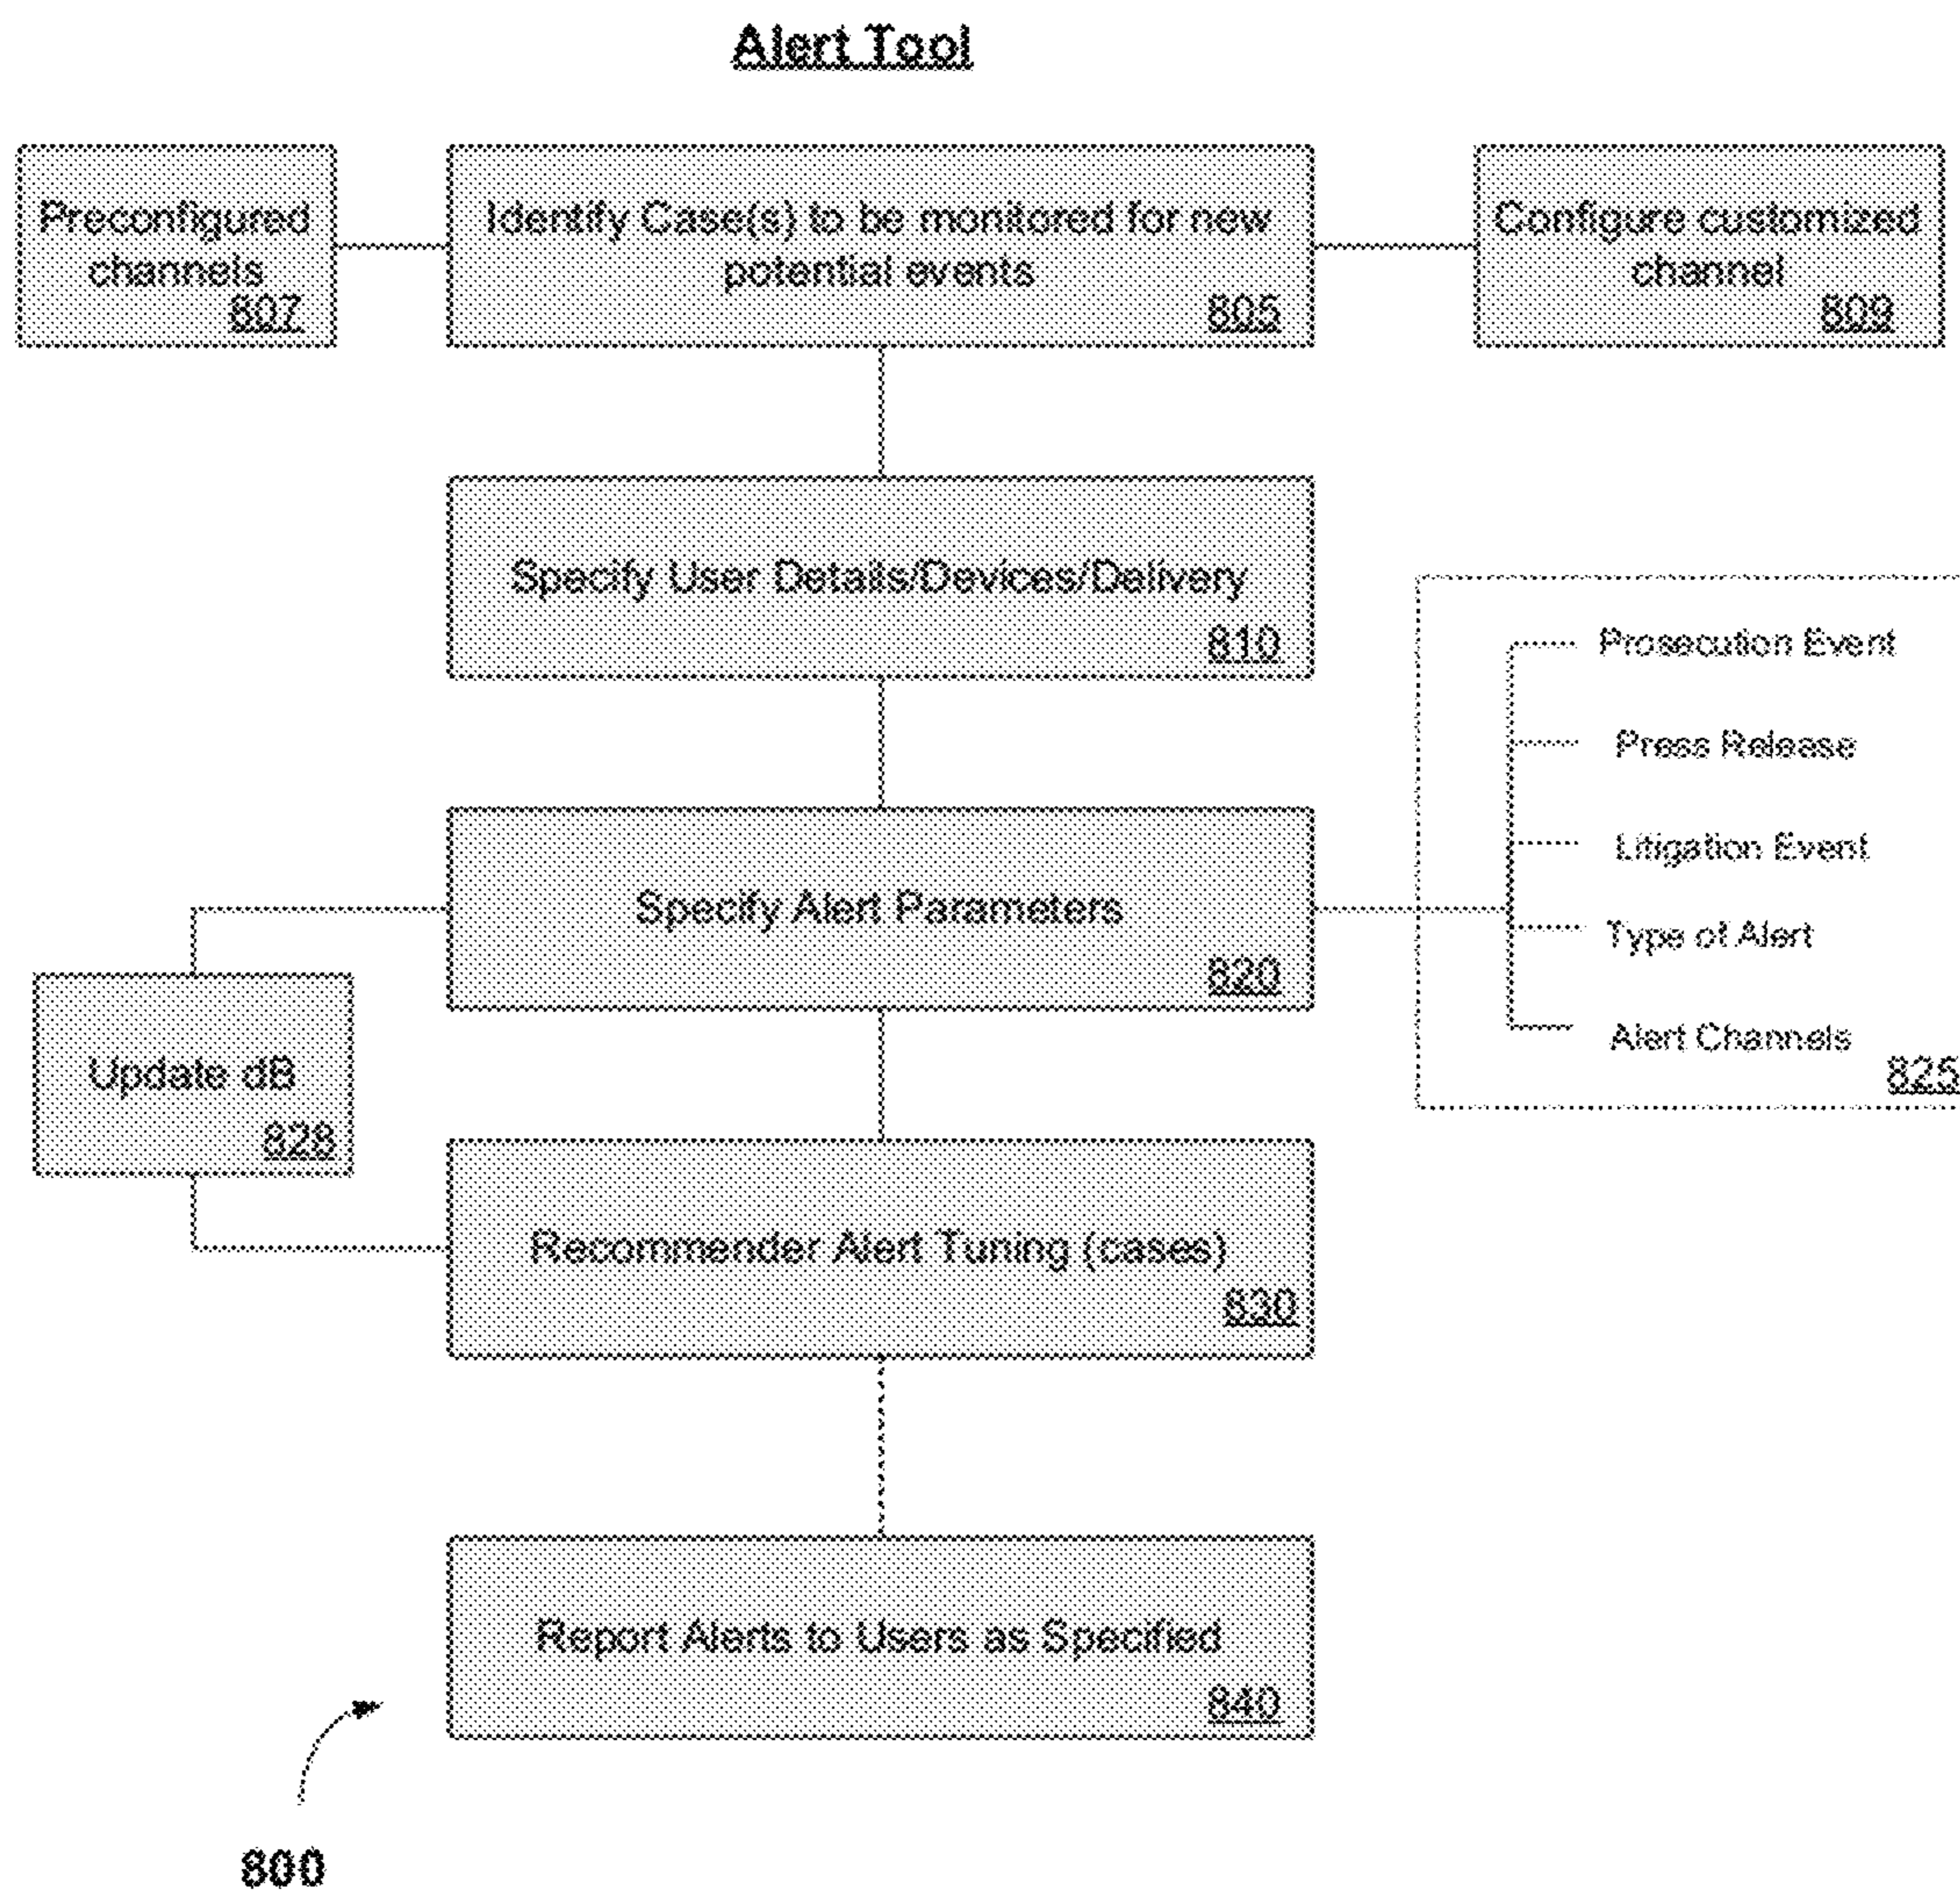 Alert Tool
Preconfigured
channels
807
Identify Case(s) to be monitored for new
potential events
805
Configure customized
channel
809
Specify User Details/Devices/Delivery
810
Prosecution Event
Press Release
Litigation Event
Type of Alert
Alert Channels
825
Specify Alert Parameters
820
Update dB
828
Recommender Alert Tuning (cases)
830
Report Alerts to Users as Specified
840
800